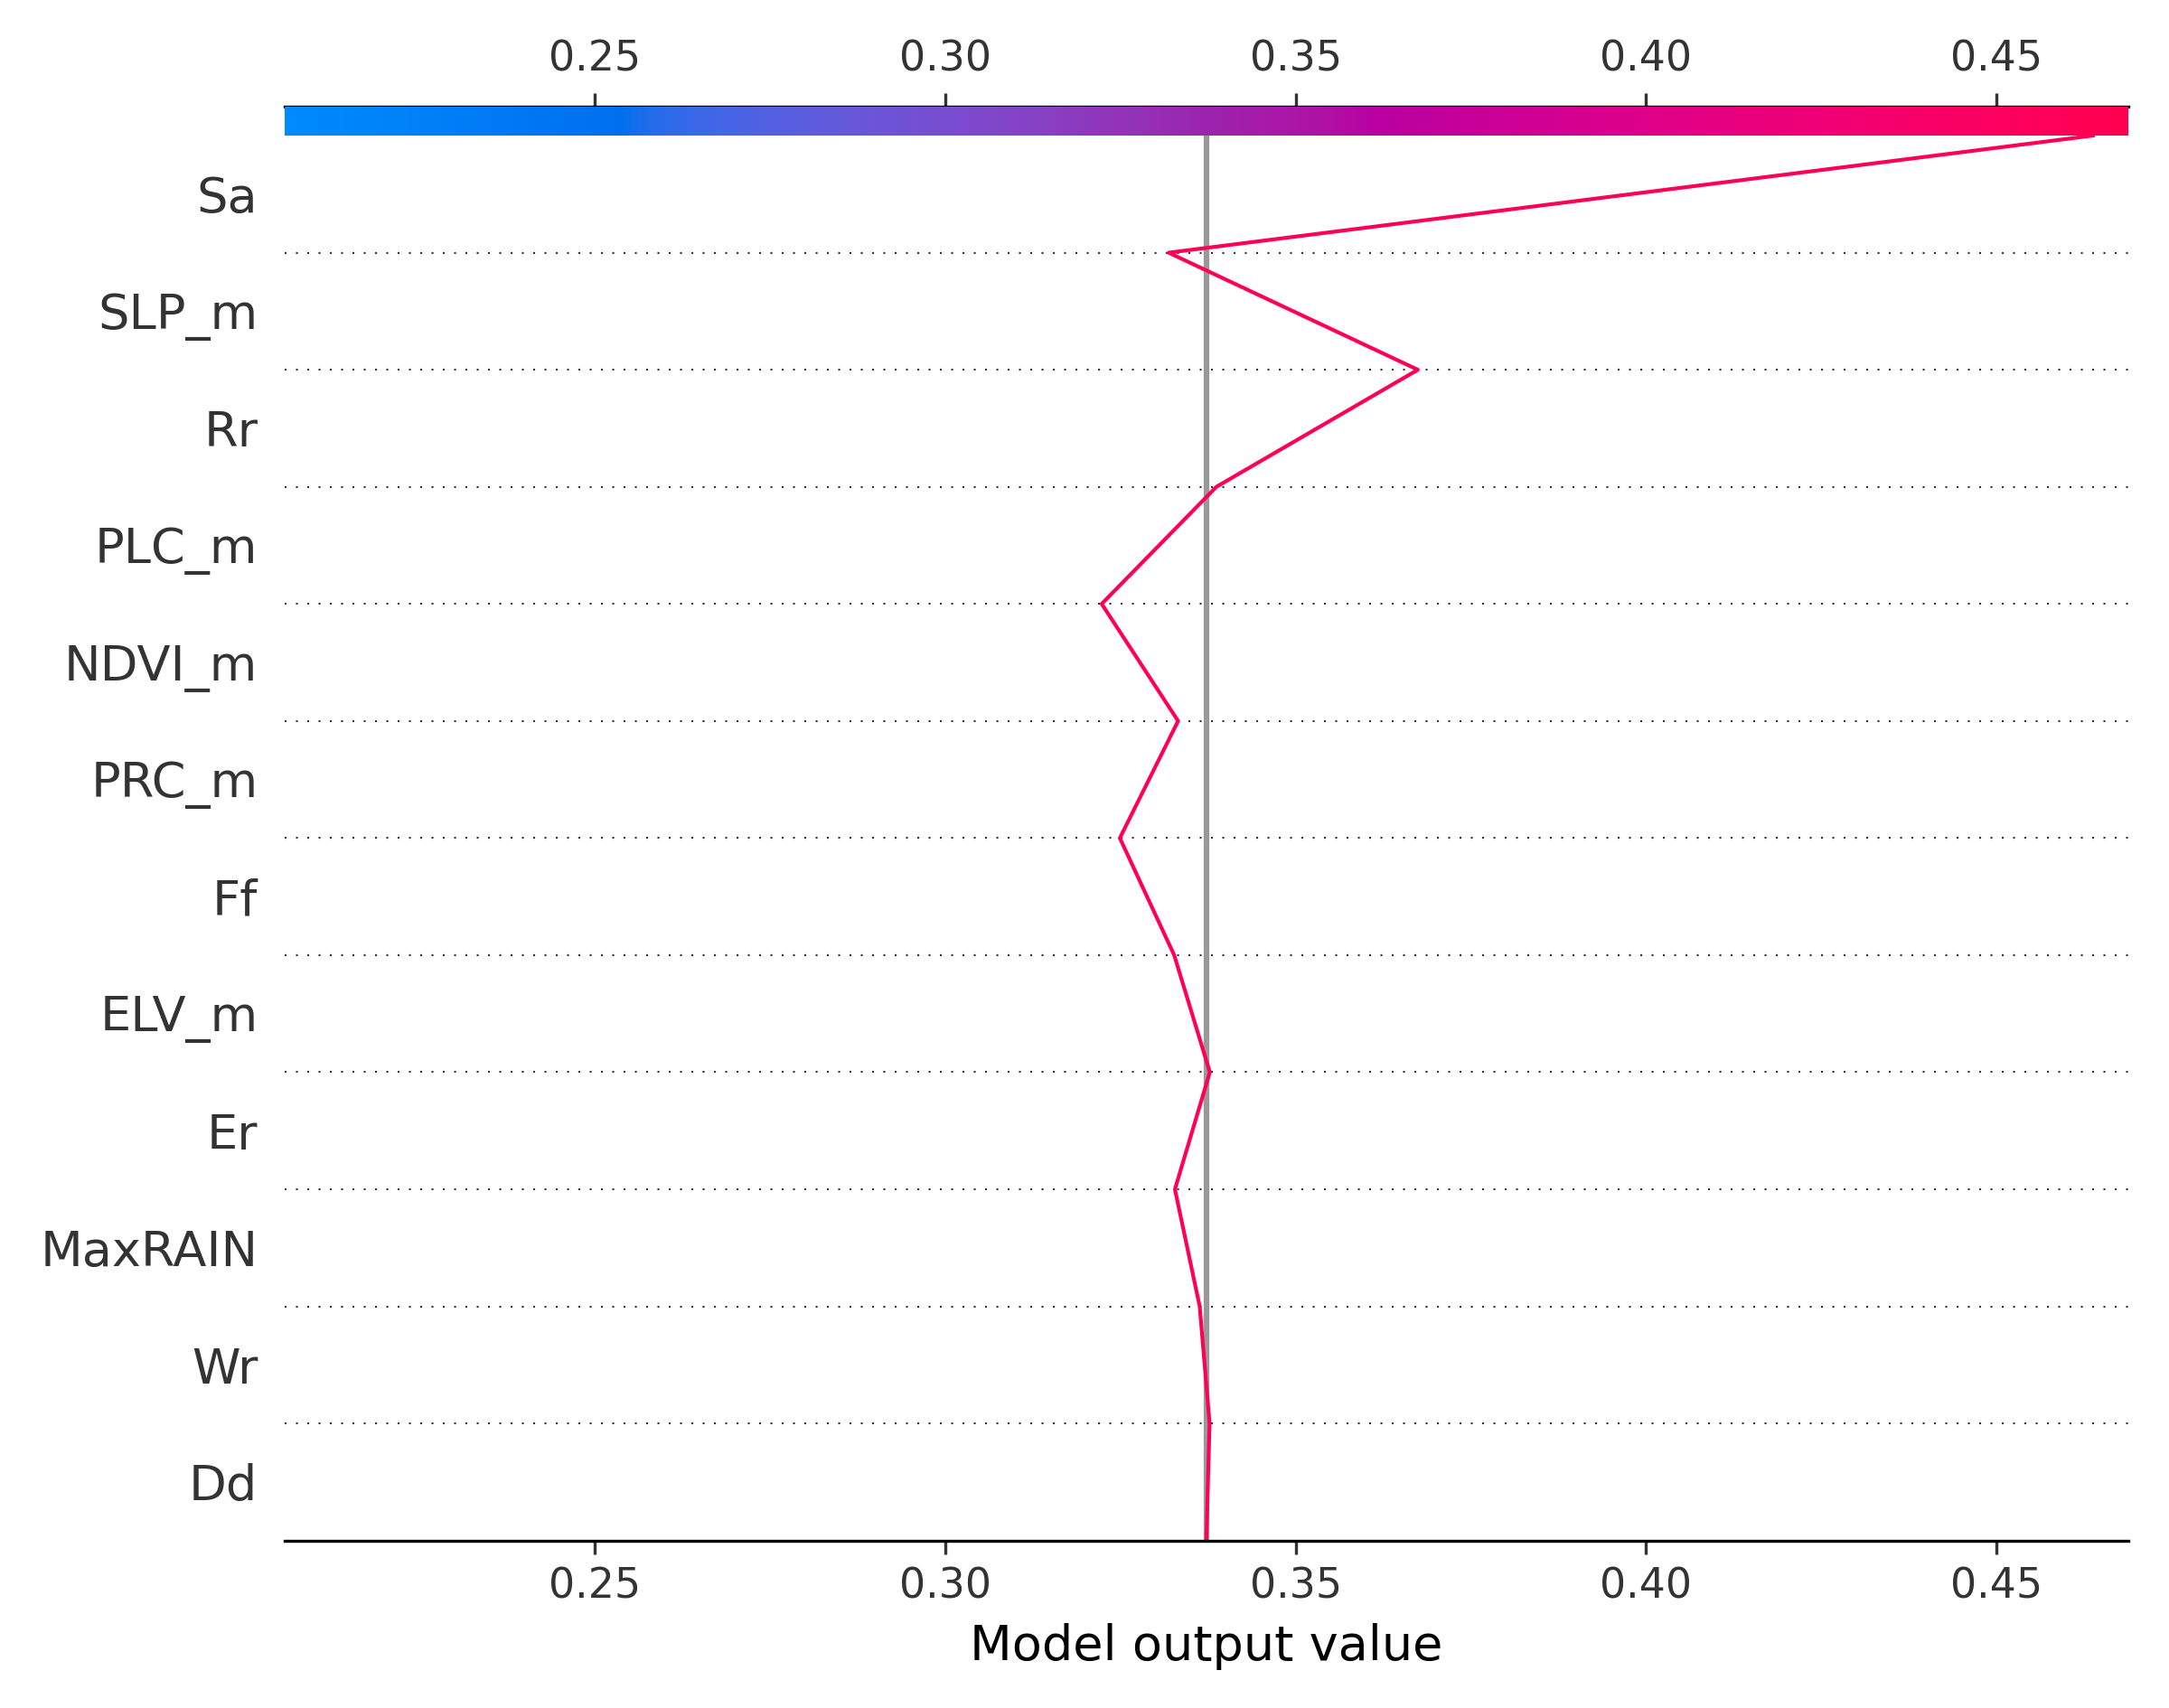 0.25 0.30 0.35 0.40 0.45
Sa
SLP_m
Rr
PLC_m
NDVI_m
PRC_m
Ff
ELV_m
Er
MaxRAIN
Wr
Dd
0.25 0.30 0.35 0.40 0.45
Model output value